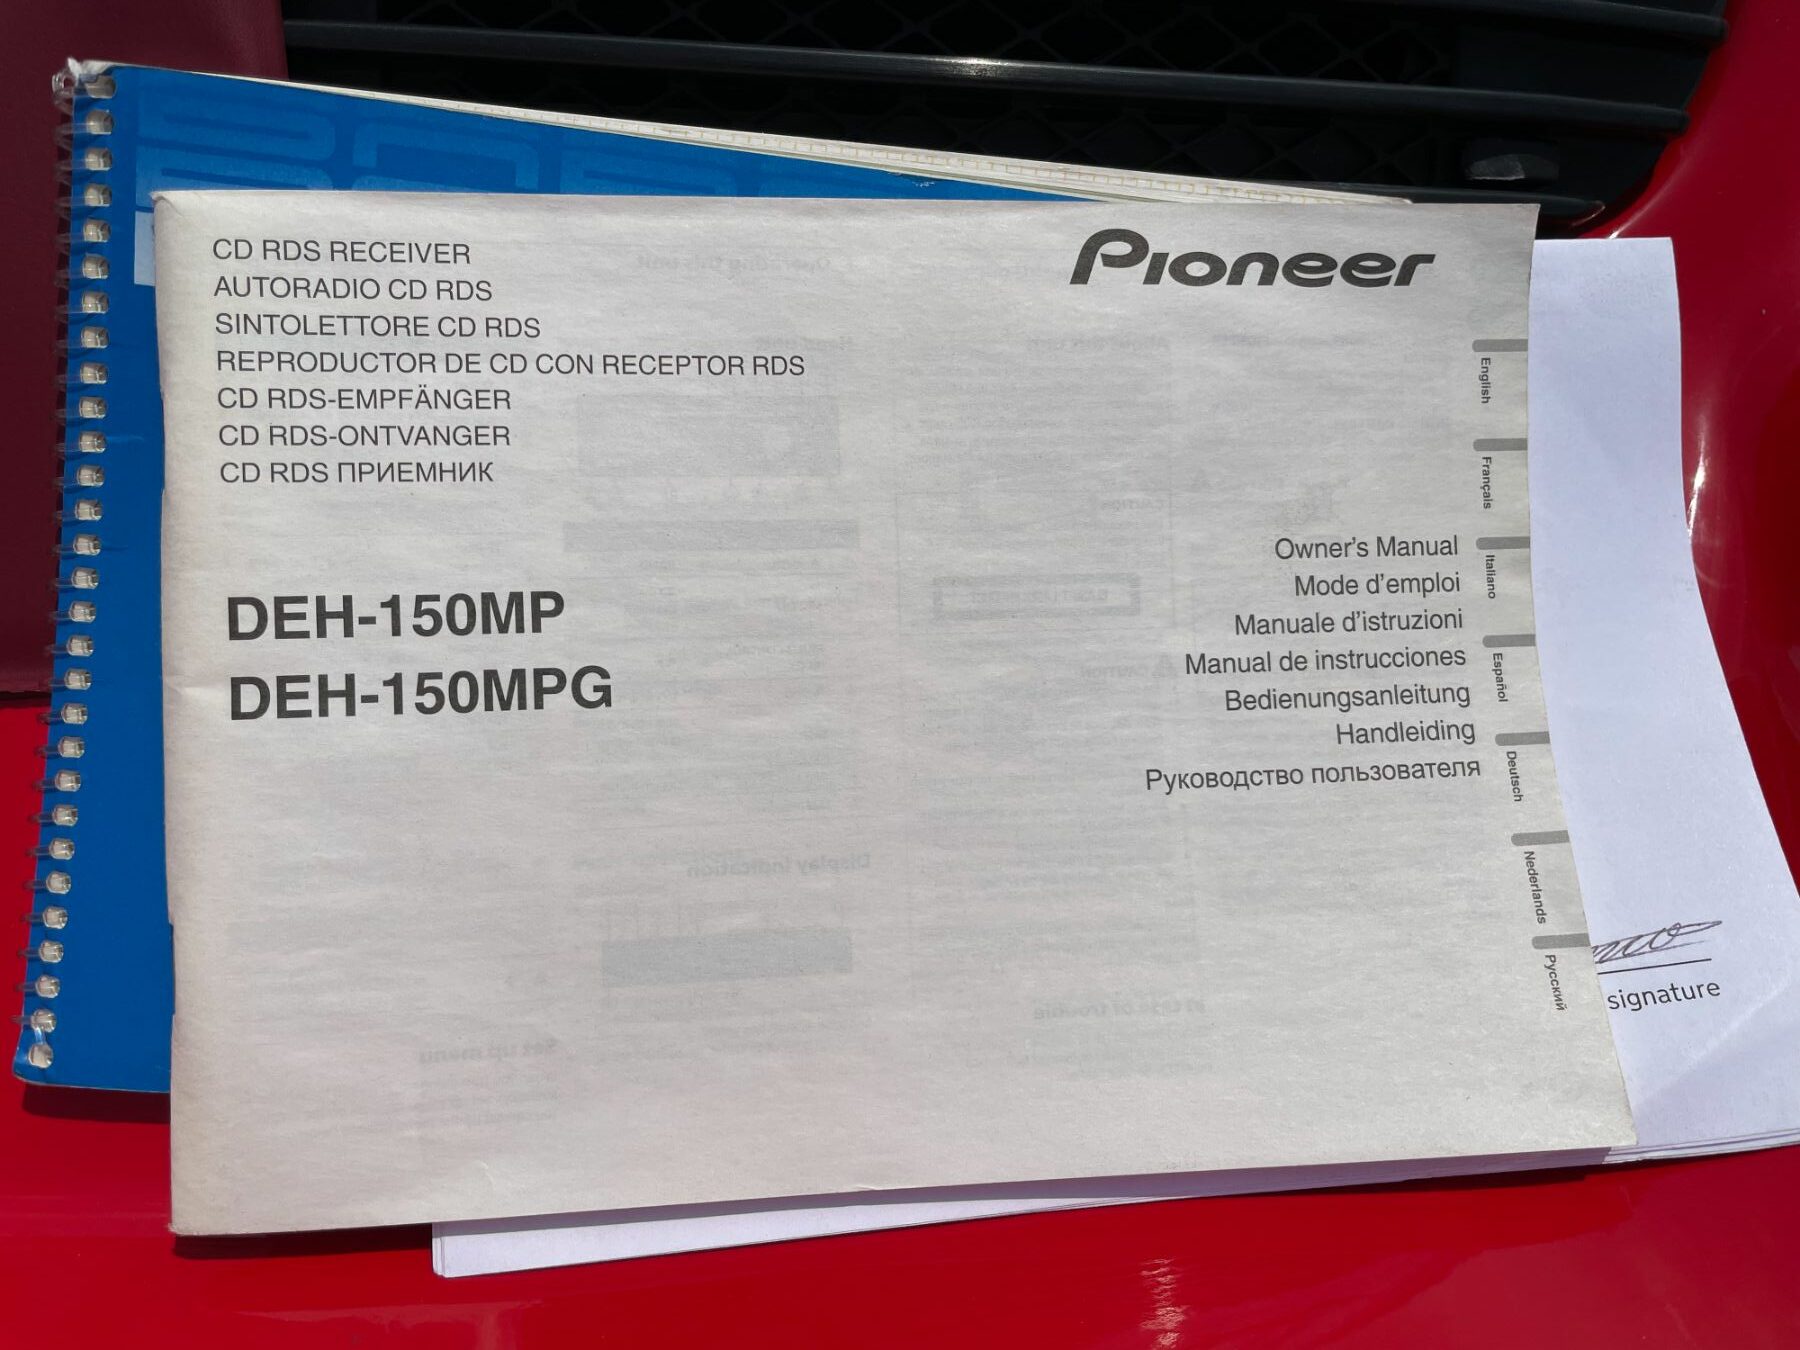 CD RDS RECEIVER
AUTORADIO CD RDS
SINTOLETTORE CD RDS
REPRODUCTOR DE CD CON RECEPTOR RDS
CD RDS-EMPFÄNGER
CD RDS-ONTVANGER
CD RDS ПРИЕМНИК
Pioneer
DEH-150MP
DEH-150MPG
Owner's Manual
Mode d'emploi
Manuale d'istruzioni
Manual de instrucciones
Bedienungsanleitung
Handleiding
Руководство пользователя
English
Français
Italiano
Español
Deutsch
Nederlands
Русский
signature